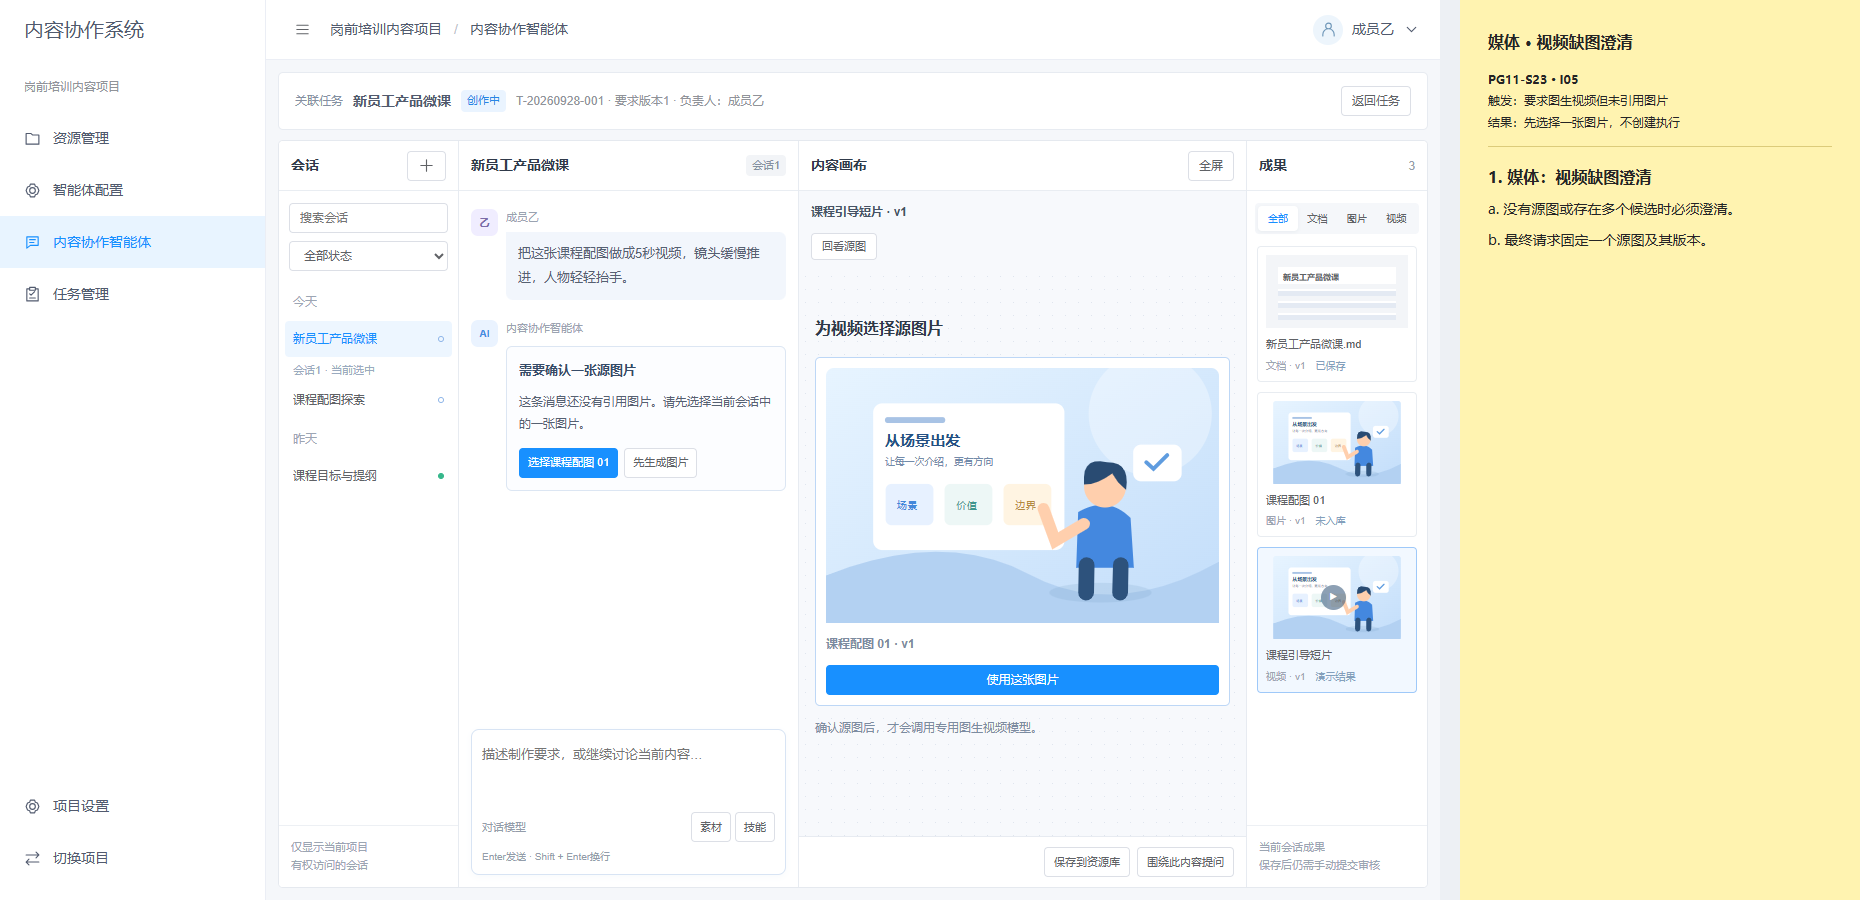 内容协作系统
岗前培训内容项目
资源管理
智能体配置
内容协作智能体
任务管理
项目设置
切换项目
岗前培训内容项目 / 内容协作智能体
成员乙
关联任务 新员工产品微课 创作中 T-20260928-001 · 要求版本1 · 负责人：成员乙
返回任务
会话
搜索会话
全部状态
今天
新员工产品微课
会话1 · 当前选中
课程配图探索
昨天
课程目标与提纲
仅显示当前项目
有权访问的会话
新员工产品微课
会话1
乙
成员乙
把这张课程配图做成5秒视频，镜头缓慢推
进，人物轻轻抬手。
AI
内容协作智能体
需要确认一张源图片
这条消息还没有引用图片。请先选择当前会话中
的一张图片。
选择课程配图 01
先生成图片
描述制作要求，或继续讨论当前内容…
对话模型
素材
技能
Enter发送 · Shift + Enter换行
内容画布
全屏
课程引导短片 · v1
回看源图
为视频选择源图片
从场景出发
让每一次介绍，更有方向
场景
价值
边界
课程配图 01 · v1
使用这张图片
确认源图后，才会调用专用图生视频模型。
保存到资源库
围绕此内容提问
成果
3
全部
文档
图片
视频
新员工产品微课
新员工产品微课.md
文档 · v1 已保存
从场景出发
课程配图 01
图片 · v1 未入库
从场景出发
课程引导短片
视频 · v1 演示结果
当前会话成果
保存后仍需手动提交审核
媒体 • 视频缺图澄清
PG11-S23 • I05
触发：要求图生视频但未引用图片
结果：先选择一张图片，不创建执行
1. 媒体：视频缺图澄清
a. 没有源图或存在多个候选时必须澄清。
b. 最终请求固定一个源图及其版本。